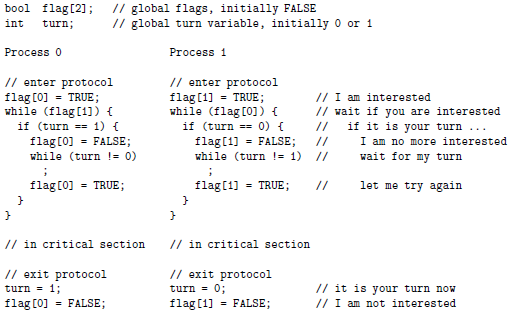 bool  flag[2];   // global flags, initially FALSE
int   turn;      // global turn variable, initially 0 or 1
Process 0             Process 1
// enter protocol     // enter protocol
flag[0] = TRUE;       flag[1] = TRUE;         // I am interested
while (flag[1]) {     while (flag[0]) {       // wait if you are interested
  if (turn == 1) {      if (turn == 0) {      //   if it is your turn ...
    flag[0] = FALSE;      flag[1] = FALSE;    //     I am no more interested
    while (turn != 0)     while (turn != 1)   //     wait for my turn
      ;                     ;
    flag[0] = TRUE;       flag[1] = TRUE;     //     let me try again
  }                     }
}                     }
// in critical section   // in critical section
// exit protocol      // exit protocol
turn = 1;             turn = 0;               // it is your turn now
flag[0] = FALSE;      flag[1] = FALSE;        // I am not interested